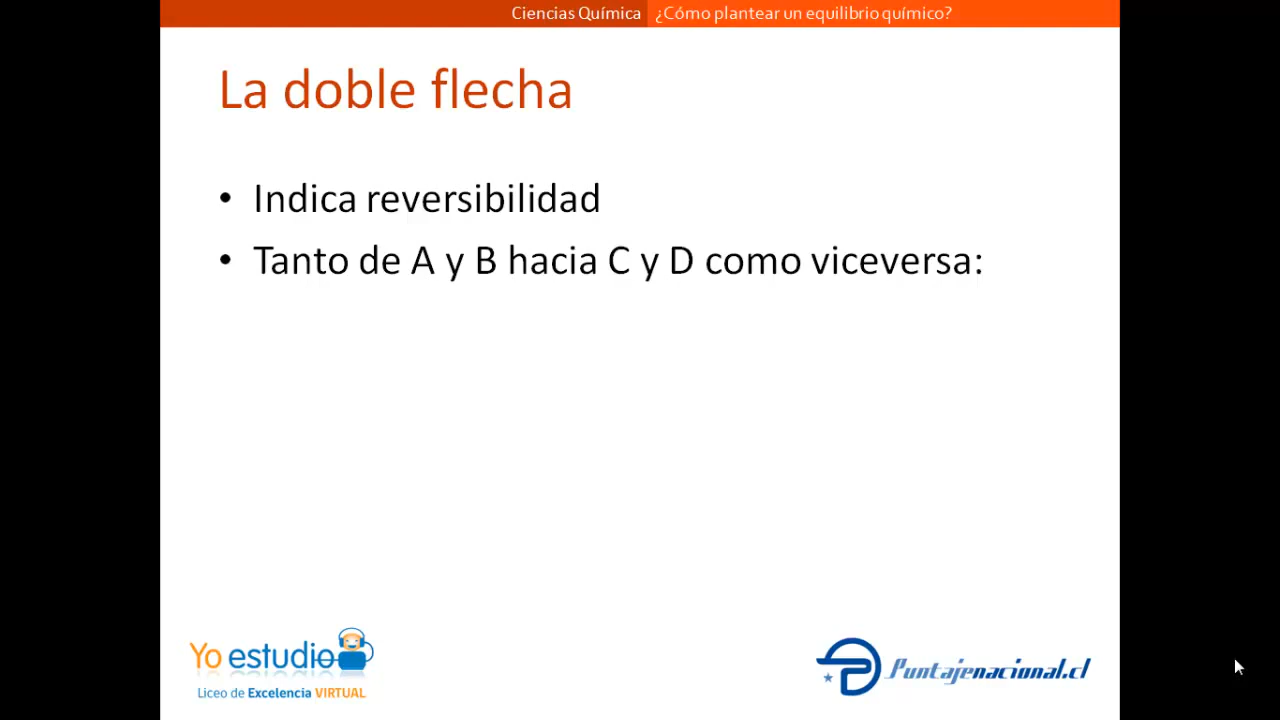 Ciencias Química ¿Cómo plantear un equilibrio químico?
La doble flecha
• Indica reversibilidad
• Tanto de A y B hacia C y D como viceversa:
Yo estudio
Liceo de Excelencia VIRTUAL
Puntajenacional.cl